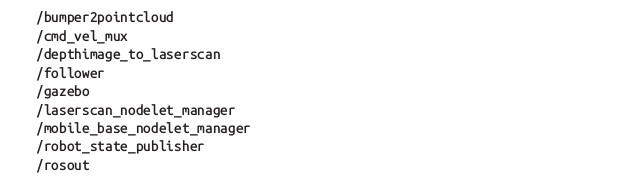 /bumper2pointcloud
/cmd_vel_mux
/depthimage_to_laserscan
/follower
/gazebo
/laserscan_nodelet_manager
/mobile_base_nodelet_manager
/robot_state_publisher
/rosout